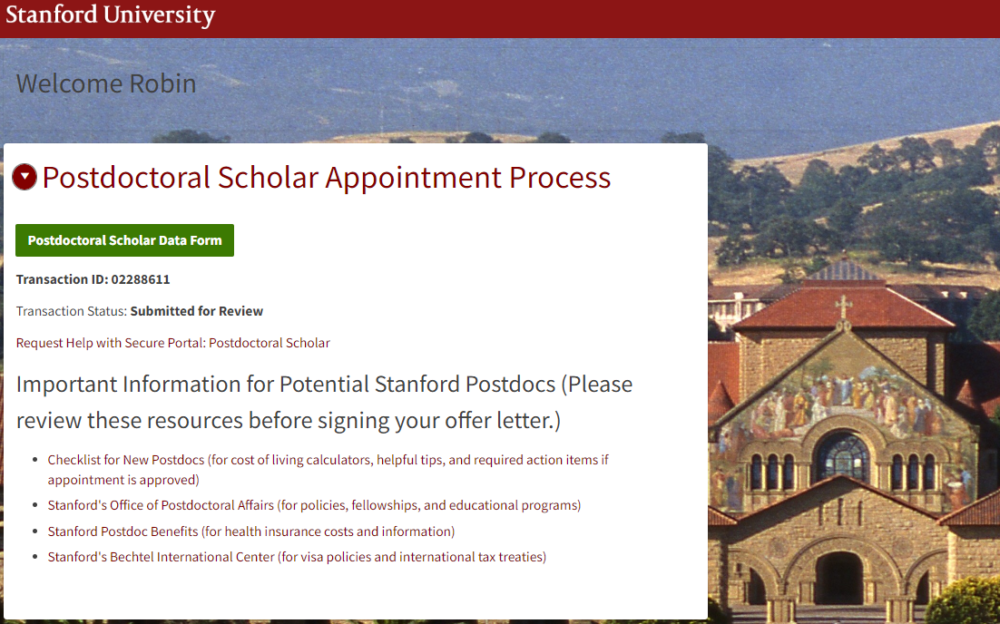 Stanford University
Welcome Robin
Postdoctoral Scholar Appointment Process
Postdoctoral Scholar Data Form
Transaction ID: 02288611
Transaction Status: Submitted for Review
Request Help with Secure Portal: Postdoctoral Scholar
Important Information for Potential Stanford Postdocs (Please
review these resources before signing your offer letter.)
Checklist for New Postdocs (for cost of living calculators, helpful tips, and required action items if
appointment is approved)
Stanford's Office of Postdoctoral Affairs (for policies, fellowships, and educational programs)
Stanford Postdoc Benefits (for health insurance costs and information)
Stanford's Bechtel International Center (for visa policies and international tax treaties)